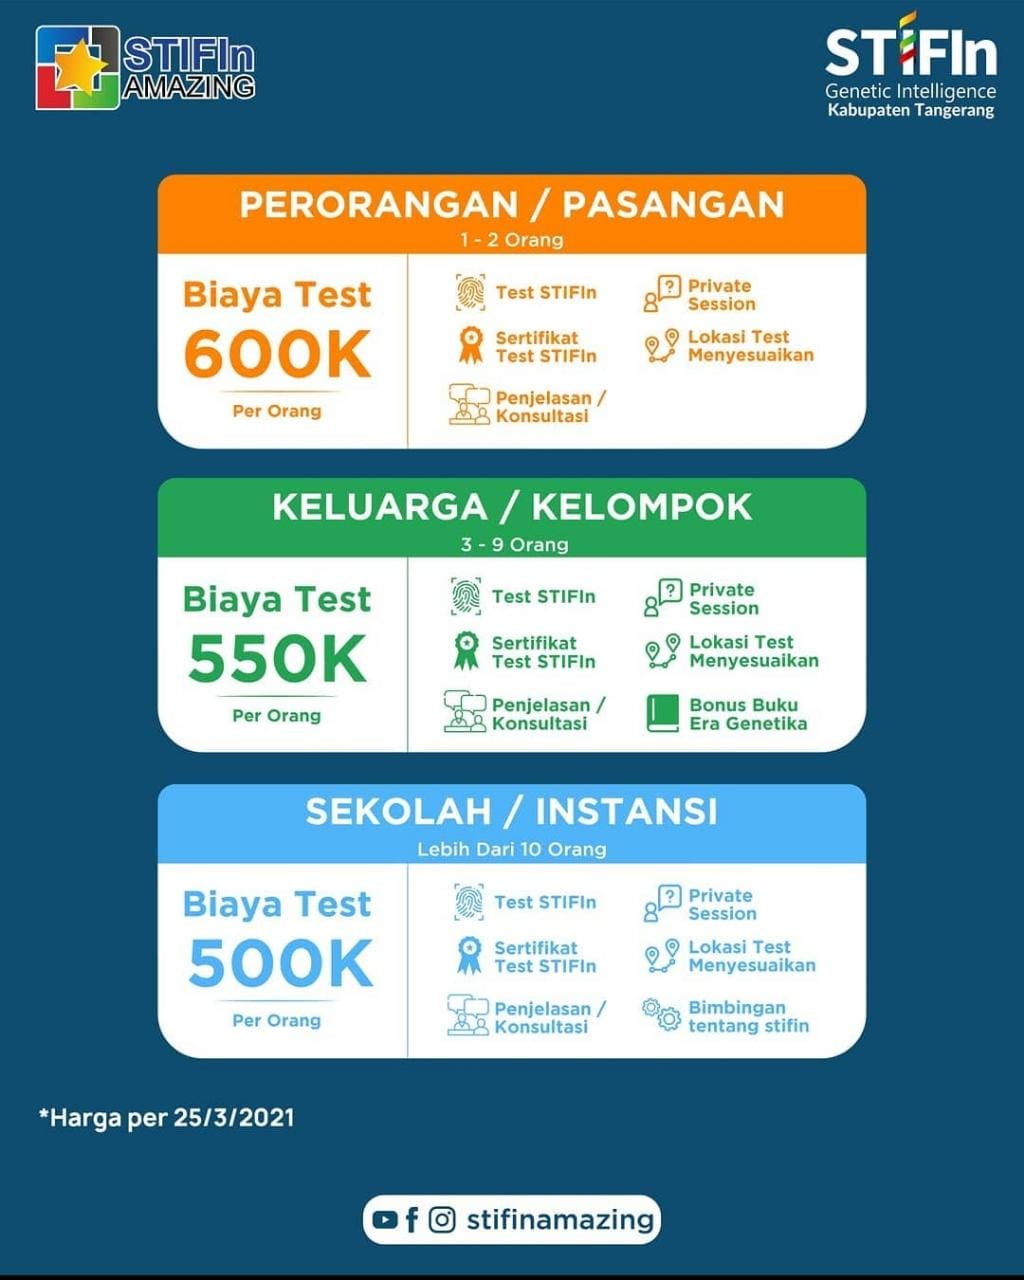 STIFIn
AMAZING
STiFIn
Genetic Intelligence
Kabupaten Tangerang
PERORANGAN / PASANGAN
1 - 2 Orang
Biaya Test
600K
Per Orang
Test STIFIn
Sertifikat
Test STIFIn
Penjelasan /
Konsultasi
Private
Session
Lokasi Test
Menyesuaikan
KELUARGA / KELOMPOK
3 - 9 Orang
Biaya Test
550K
Per Orang
Test STIFIn
Sertifikat
Test STIFIn
Penjelasan /
Konsultasi
Private
Session
Lokasi Test
Menyesuaikan
Bonus Buku
Era Genetika
SEKOLAH / INSTANSI
Lebih Dari 10 Orang
Biaya Test
500K
Per Orang
Test STIFIn
Sertifikat
Test STIFIn
Penjelasan /
Konsultasi
Private
Session
Lokasi Test
Menyesuaikan
Bimbingan
tentang stifin
*Harga per 25/3/2021
stifinamazing